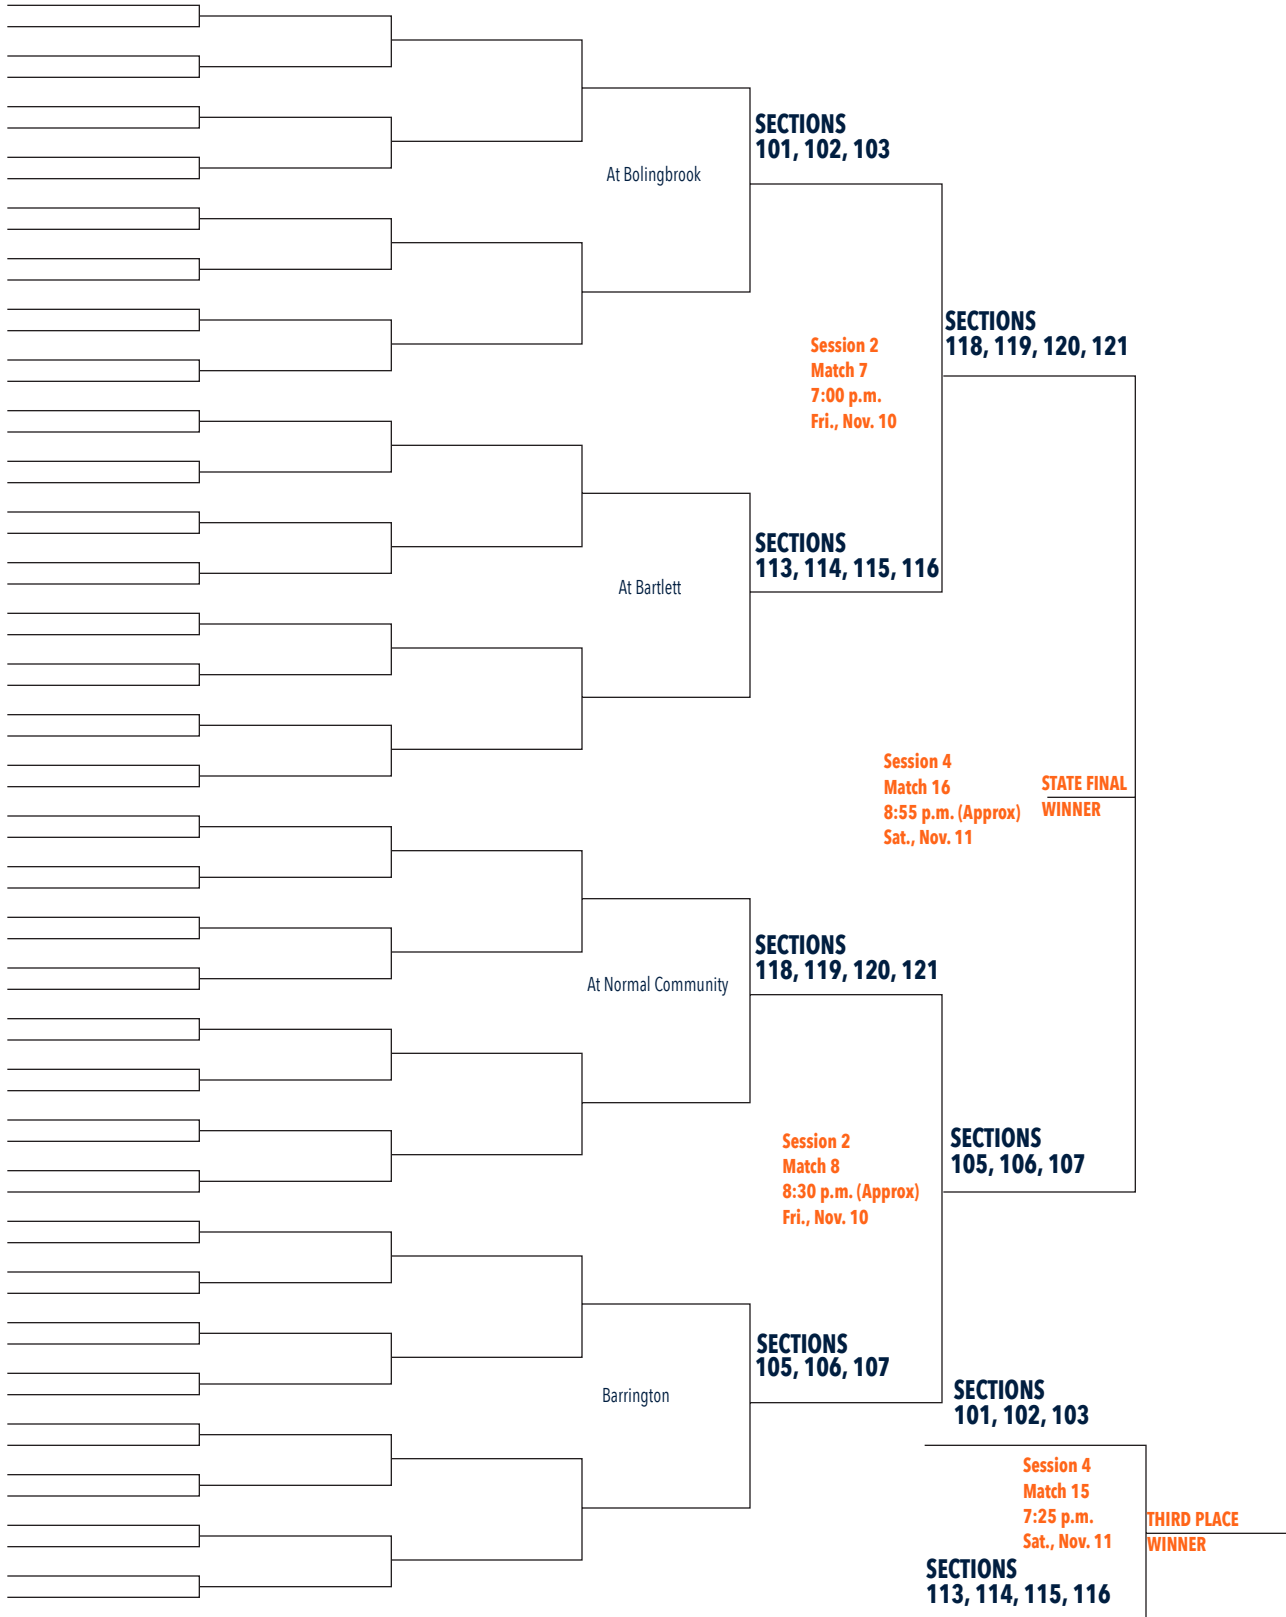 SECTIONS
101, 102, 103
At Bolingbrook
SECTIONS
118, 119, 120, 121
Session 2
Match 7
7:00 p.m.
Fri., Nov. 10
SECTIONS
113, 114, 115, 116
At Bartlett
Session 4
Match 16
8:55 p.m. (Approx)
Sat., Nov. 11
STATE FINAL
WINNER
SECTIONS
118, 119, 120, 121
At Normal Community
Session 2
Match 8
8:30 p.m. (Approx)
Fri., Nov. 10
SECTIONS
105, 106, 107
SECTIONS
105, 106, 107
Barrington
SECTIONS
101, 102, 103
Session 4
Match 15
7:25 p.m.
Sat., Nov. 11
THIRD PLACE
WINNER
SECTIONS
113, 114, 115, 116